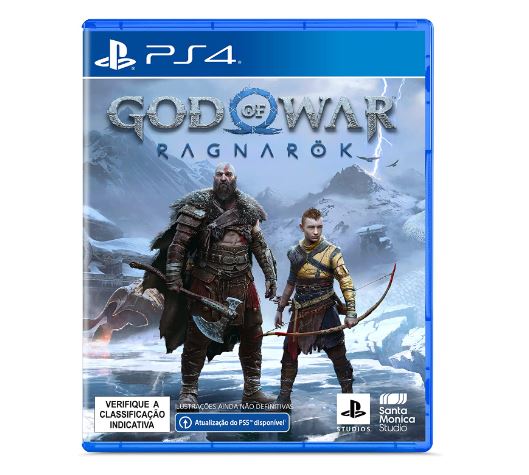 PS4
GOD OF WAR
RAGNARÖK
VERIFIQUE A
CLASSIFICAÇÃO
INDICATIVA
ILUSTRAÇÕES AINDA NÃO DEFINITIVAS
Atualização do PS5™ disponível
PlayStation
STUDIOS
Santa
Monica
Studio